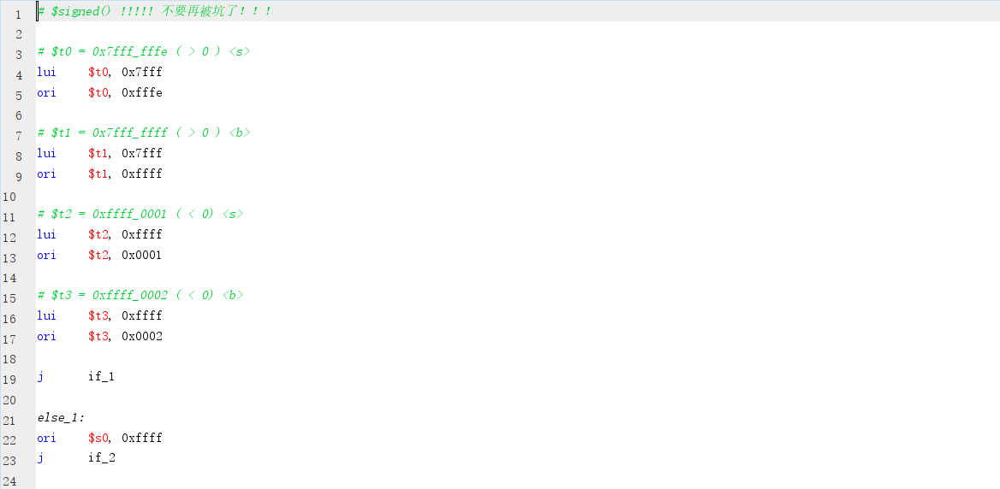 1 # $signed() !!!!! 不要再被坑了！！！
2
3 # $t0 = 0x7fff_fffe ( > 0 ) <s>
4 lui $t0, 0x7fff
5 ori $t0, 0xfffe
6
7 # $t1 = 0x7fff_ffff ( > 0 ) <b>
8 lui $t1, 0x7fff
9 ori $t1, 0xffff
10
11 # $t2 = 0xffff_0001 ( < 0) <s>
12 lui $t2, 0xffff
13 ori $t2, 0x0001
14
15 # $t3 = 0xffff_0002 ( < 0) <b>
16 lui $t3, 0xffff
17 ori $t3, 0x0002
18
19 j if_1
20
21 else_1:
22 ori $s0, 0xffff
23 j if_2
24